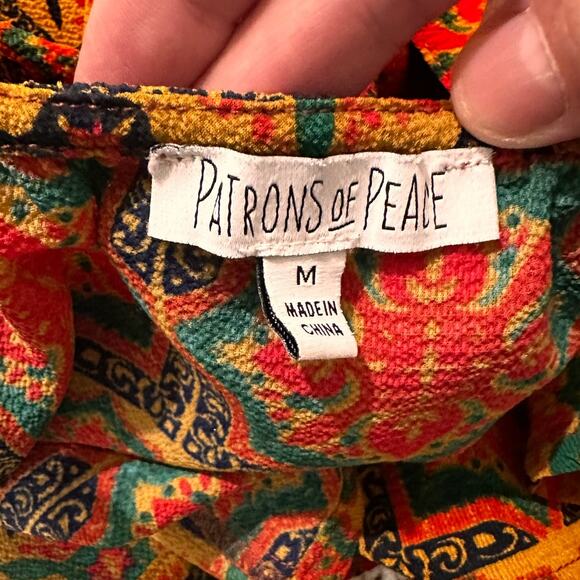 PATRONS OF PEACE
M
MADE IN
CHINA